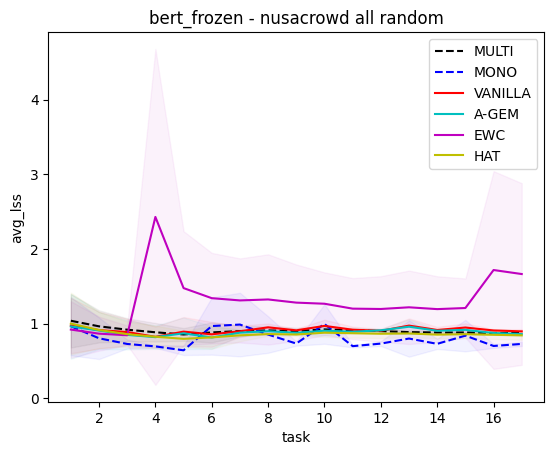 bert_frozen - nusacrowd all random
MULTI
MONO
VANILLA
A-GEM
EWC
HAT
4
3
2
1
0
avg_lss
2 4 6 8 10 12 14 16
task